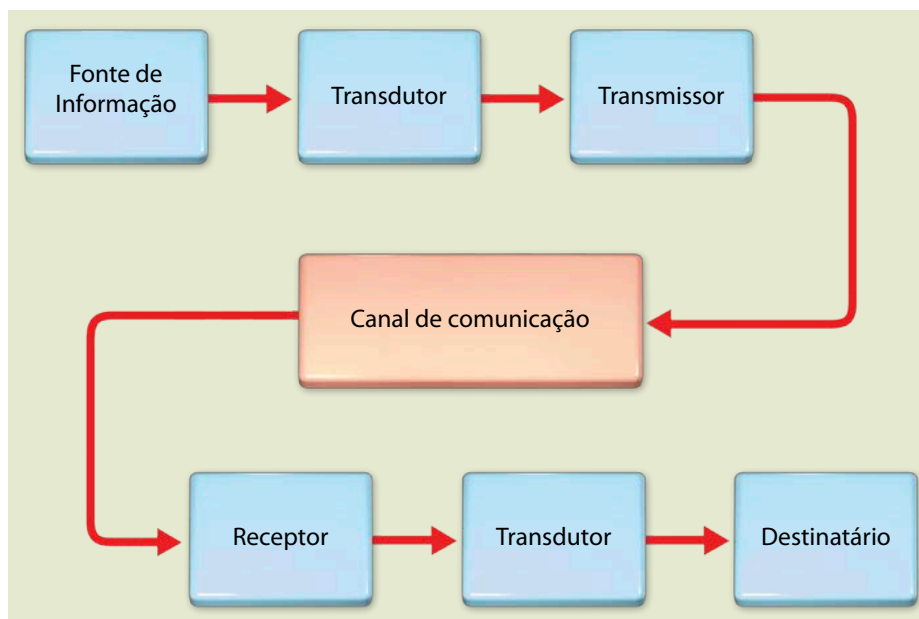 Fonte de
Informação
Transdutor
Transmissor
Canal de comunicação
Receptor
Transdutor
Destinatário